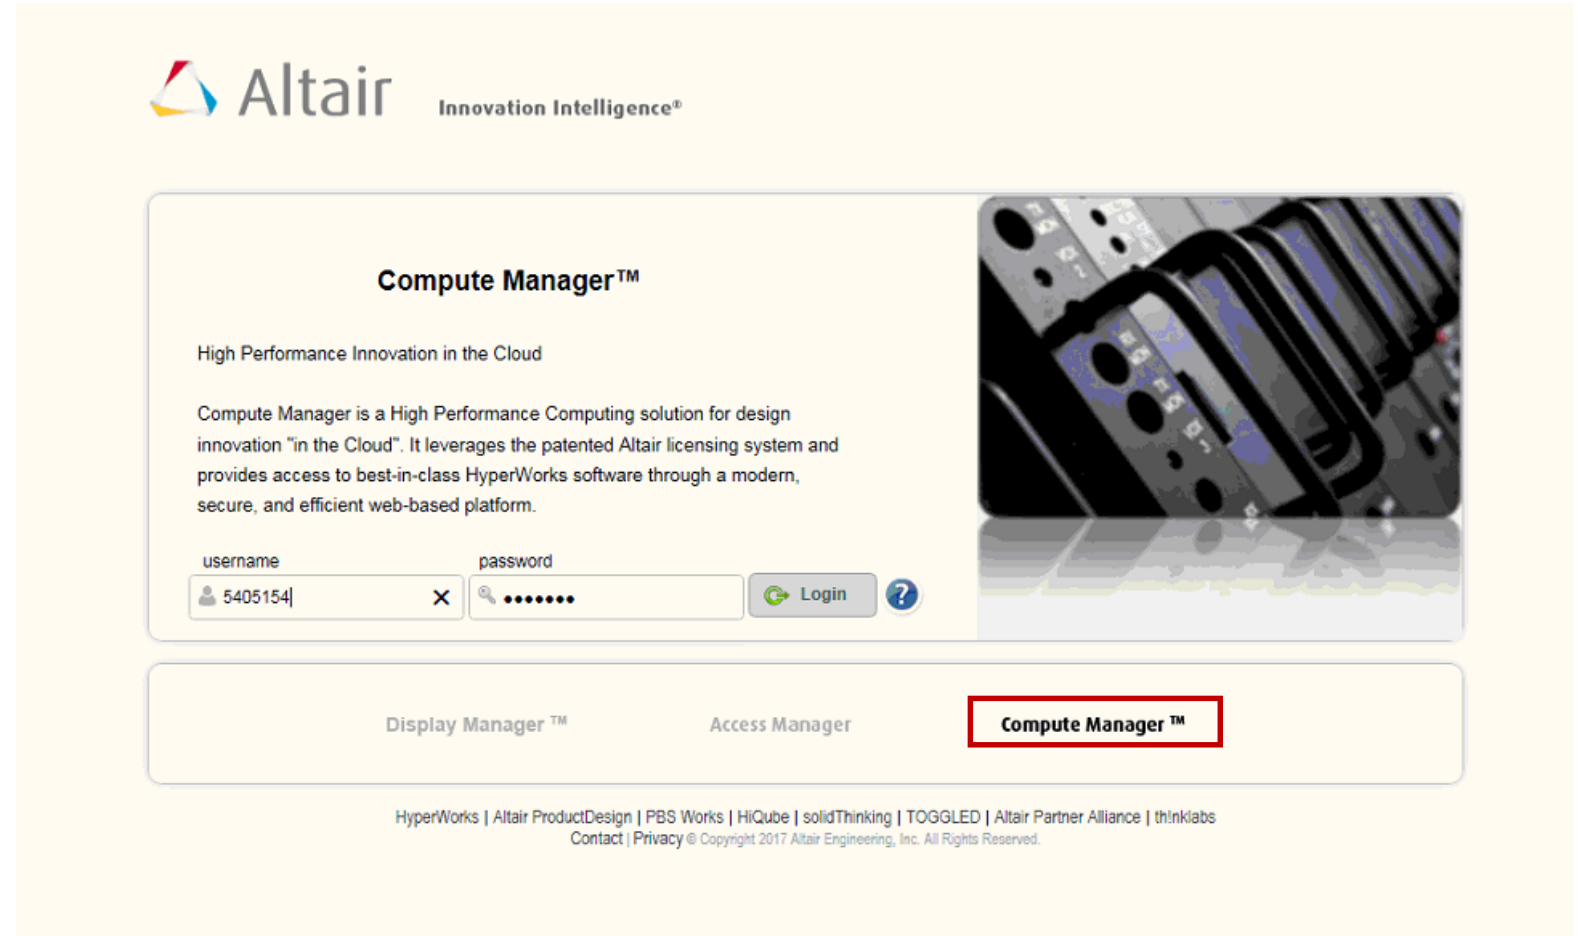 Altair
Innovation Intelligence®
Compute Manager™
High Performance Innovation in the Cloud
Compute Manager is a High Performance Computing solution for design
innovation "in the Cloud". It leverages the patented Altair licensing system and
provides access to best-in-class HyperWorks software through a modern,
secure, and efficient web-based platform.
username password
5405154 ••••••• Login ?
Display Manager ™ Access Manager Compute Manager ™
HyperWorks | Altair ProductDesign | PBS Works | HiQube | solidThinking | TOGGLED | Altair Partner Alliance | th!nklabs
Contact | Privacy © Copyright 2017 Altair Engineering, Inc. All Rights Reserved.